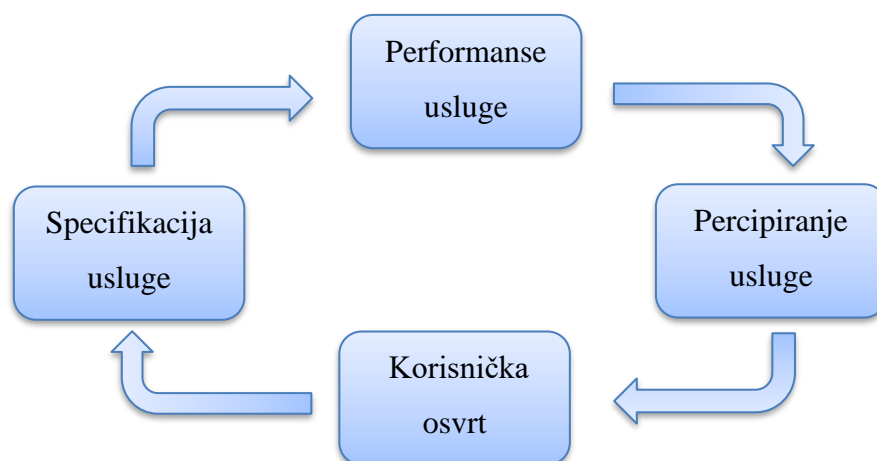 Performanse
usluge
Specifikacija
usluge
Percipiranje
usluge
Korisnička
osvrt